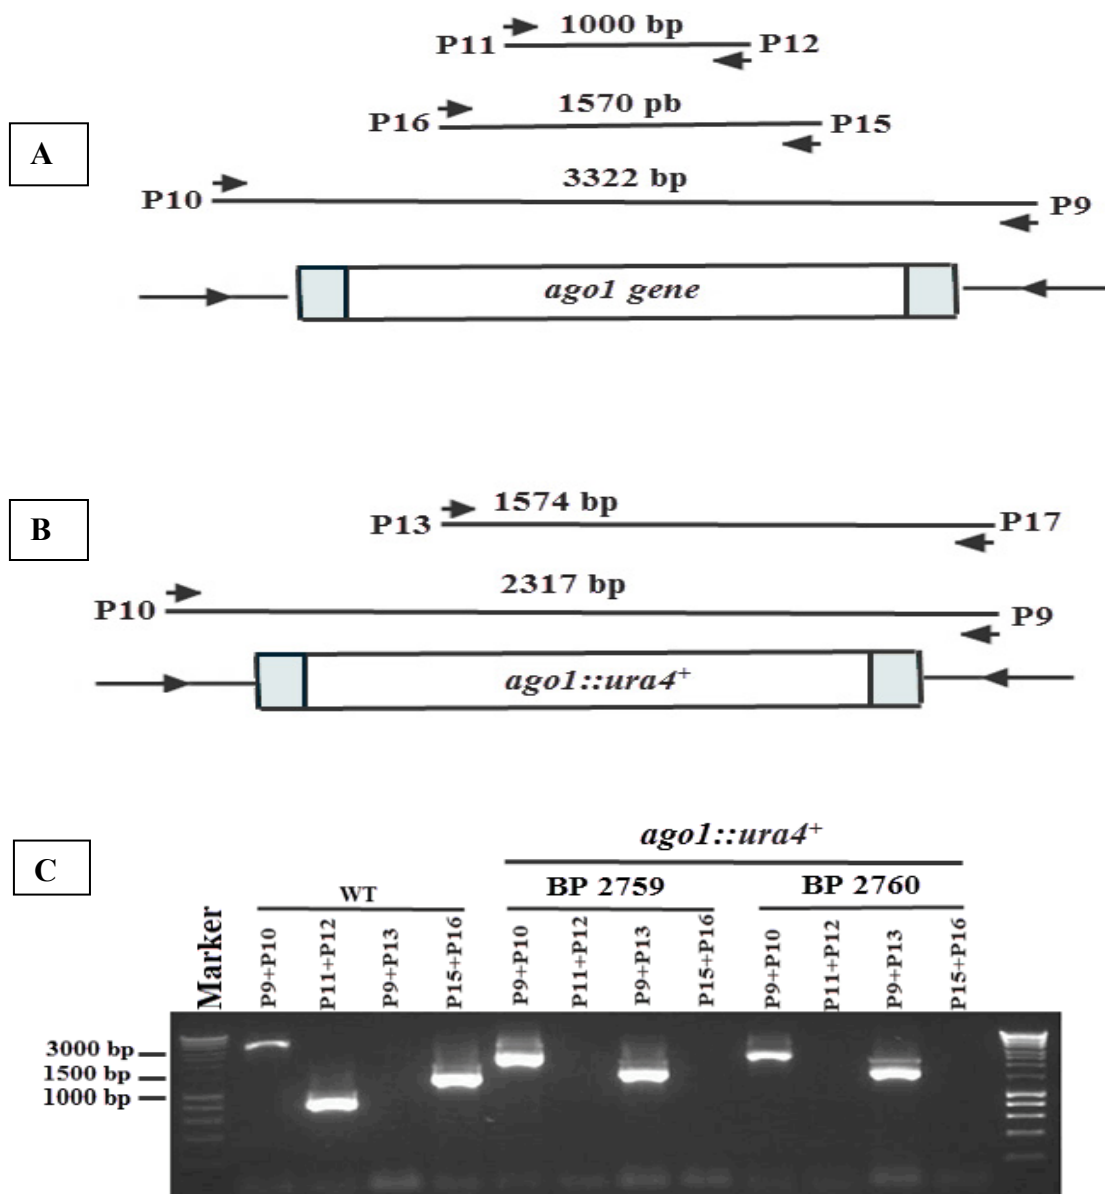 P11 1000 bp P12
P16 1570 pb P15
A
P10 3322 bp P9
ago1 gene
P13 1574 bp P17
B
P10 2317 bp P9
ago1::ura4+
C
ago1::ura4+
WT BP 2759 BP 2760
Marker P9+P10 P11+P12 P9+P13 P15+P16 P9+P10 P11+P12 P9+P13 P15+P16 P9+P10 P11+P12 P9+P13 P15+P16
3000 bp
1500 bp
1000 bp